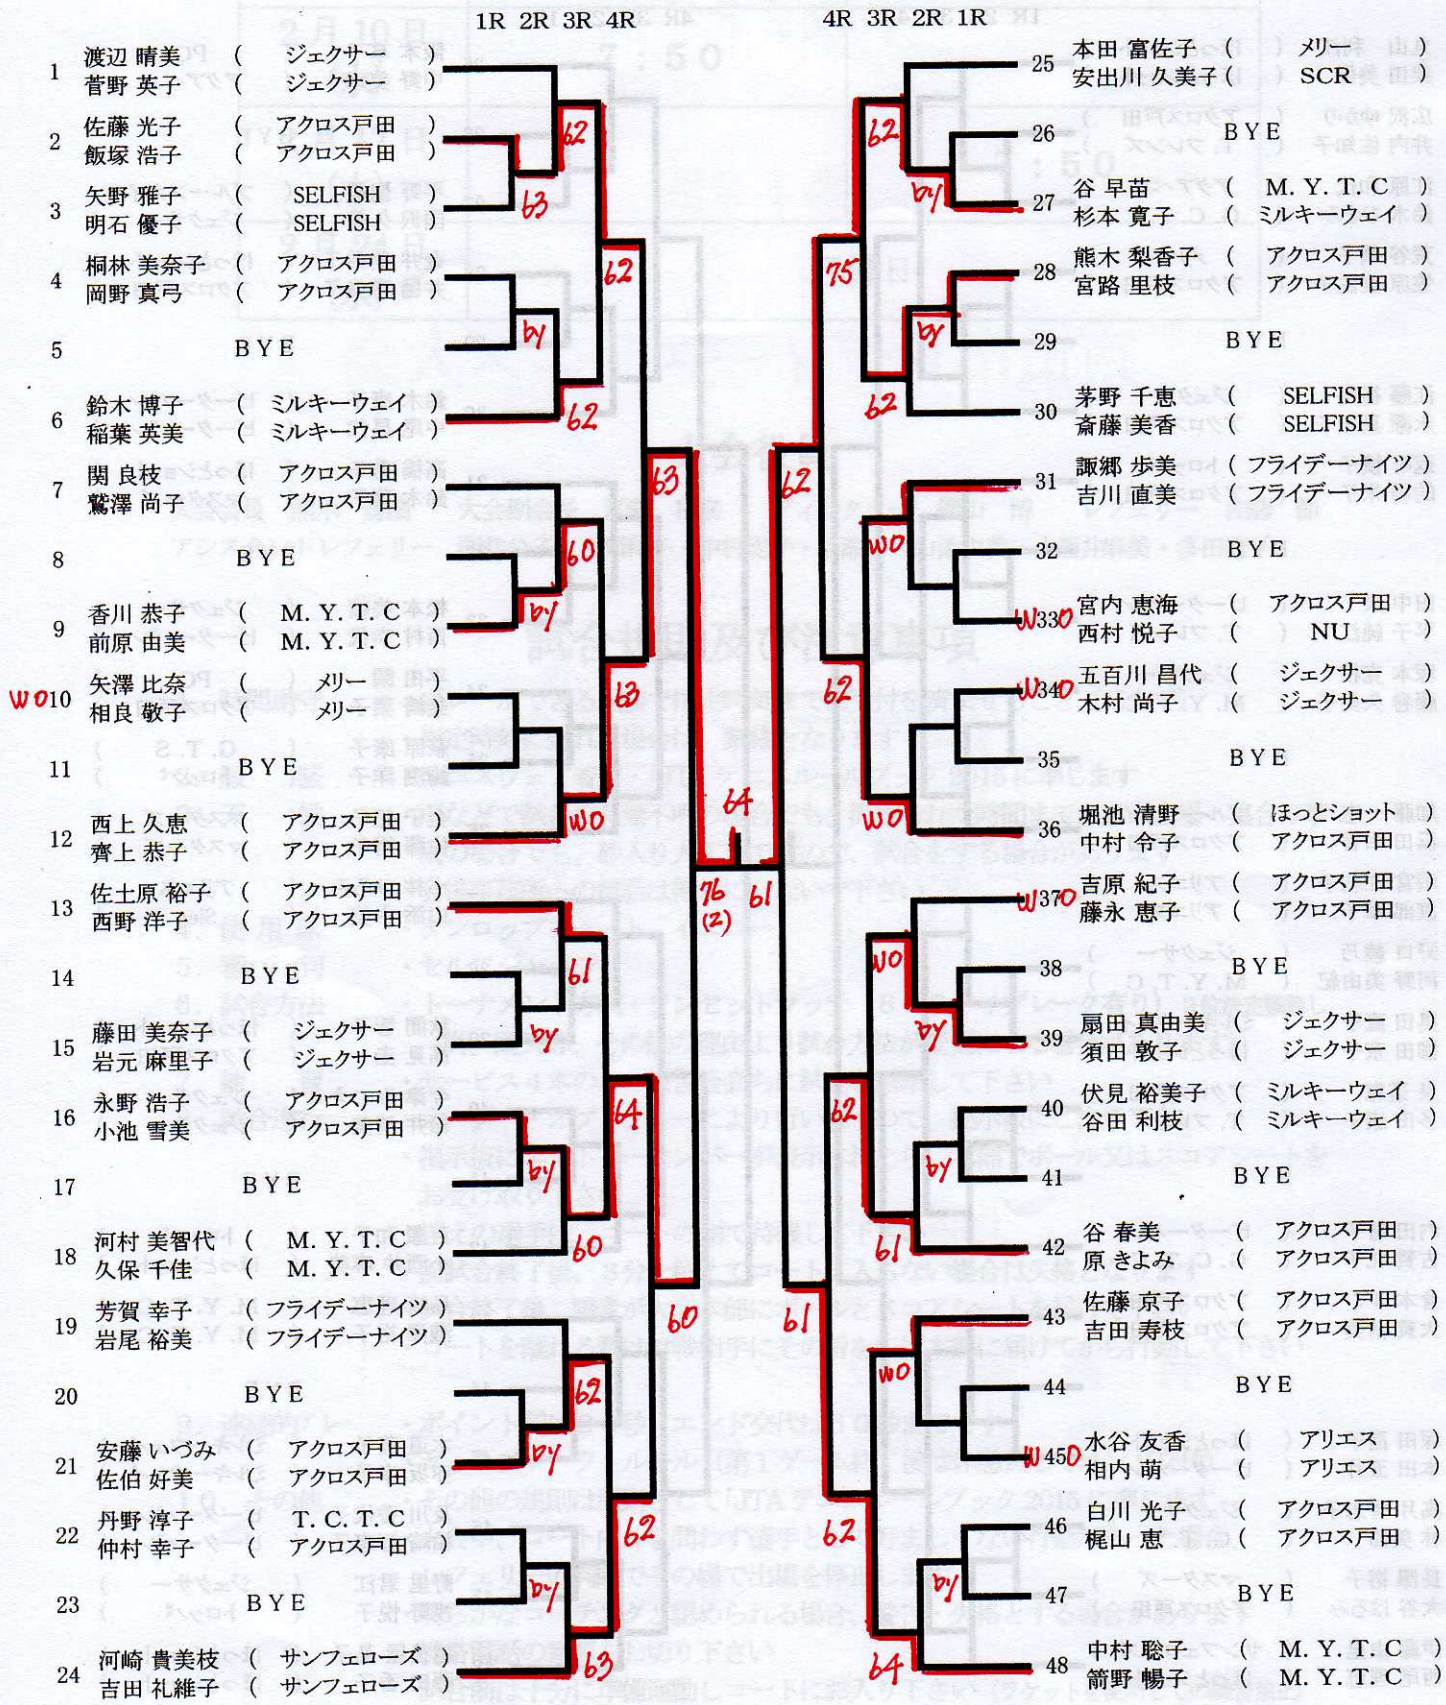 1R 2R 3R 4R
1 渡辺 晴美 ( ジェクサー )
菅野 英子 ( ジェクサー )
2 佐藤 光子 ( アクロス戸田 )
飯塚 浩子 ( アクロス戸田 )
3 矢野 雅子 ( SELFISH )
明石 優子 ( SELFISH )
4 桐林 美奈子 ( アクロス戸田 )
岡野 真弓 ( アクロス戸田 )
5 BYE
6 鈴木 博子 ( ミルキーウェイ )
稲葉 英美 ( ミルキーウェイ )
7 関 良枝 ( アクロス戸田 )
鷲澤 尚子 ( アクロス戸田 )
8 BYE
9 香川 恭子 ( M. Y. T. C )
前原 由美 ( M. Y. T. C )
WO 10 矢澤 比奈 ( メリー )
相良 敬子 ( メリー )
11 BYE
12 西上 久恵 ( アクロス戸田 )
齊上 恭子 ( アクロス戸田 )
13 佐土原 裕子 ( アクロス戸田 )
西野 洋子 ( アクロス戸田 )
14 BYE
15 藤田 美奈子 ( ジェクサー )
岩元 麻里子 ( ジェクサー )
16 永野 浩子 ( アクロス戸田 )
小池 雪美 ( アクロス戸田 )
17 BYE
18 河村 美智代 ( M. Y. T. C )
久保 千佳 ( M. Y. T. C )
19 芳賀 幸子 ( フライデーナイツ )
岩尾 裕美 ( フライデーナイツ )
20 BYE
21 安藤 いづみ ( アクロス戸田 )
佐伯 好美 ( アクロス戸田 )
22 丹野 淳子 ( T. C. T. C )
仲村 幸子 ( アクロス戸田 )
23 BYE
24 河崎 貴美枝 ( サンフェローズ )
吉田 礼維子 ( サンフェローズ )
62
63
62
by
62
63
60
by
63
WO
61
by
64
by
60
60
62
by
62
by
63
64
76
(2)
61
4R 3R 2R 1R
25 本田 富佐子 ( メリー )
安出川 久美子 ( SCR )
26 BYE
27 谷 早苗 ( M. Y. T. C )
杉本 寛子 ( ミルキーウェイ )
28 熊木 梨香子 ( アクロス戸田 )
宮路 里枝 ( アクロス戸田 )
29 BYE
30 茅野 千恵 ( SELFISH )
斎藤 美香 ( SELFISH )
31 諏郷 歩美 ( フライデーナイツ )
吉川 直美 ( フライデーナイツ )
32 BYE
W33O 宮内 恵海 ( アクロス戸田 )
西村 悦子 ( NU )
W34O 五百川 昌代 ( ジェクサー )
木村 尚子 ( ジェクサー )
35 BYE
36 堀池 清野 ( ほっとショット )
中村 令子 ( アクロス戸田 )
W37O 吉原 紀子 ( アクロス戸田 )
藤永 恵子 ( アクロス戸田 )
38 BYE
39 扇田 真由美 ( ジェクサー )
須田 敦子 ( ジェクサー )
40 伏見 裕美子 ( ミルキーウェイ )
谷田 利枝 ( ミルキーウェイ )
41 BYE
42 谷 春美 ( アクロス戸田 )
原 きよみ ( アクロス戸田 )
43 佐藤 京子 ( アクロス戸田 )
吉田 寿枝 ( アクロス戸田 )
44 BYE
W45O 水谷 友香 ( アリエス )
相内 萌 ( アリエス )
46 白川 光子 ( アクロス戸田 )
梶山 恵 ( アクロス戸田 )
47 BYE
48 中村 聡子 ( M. Y. T. C )
箭野 暢子 ( M. Y. T. C )
62
by
75
by
62
62
WO
62
WO
WO
by
62
by
61
61
WO
62
by
64